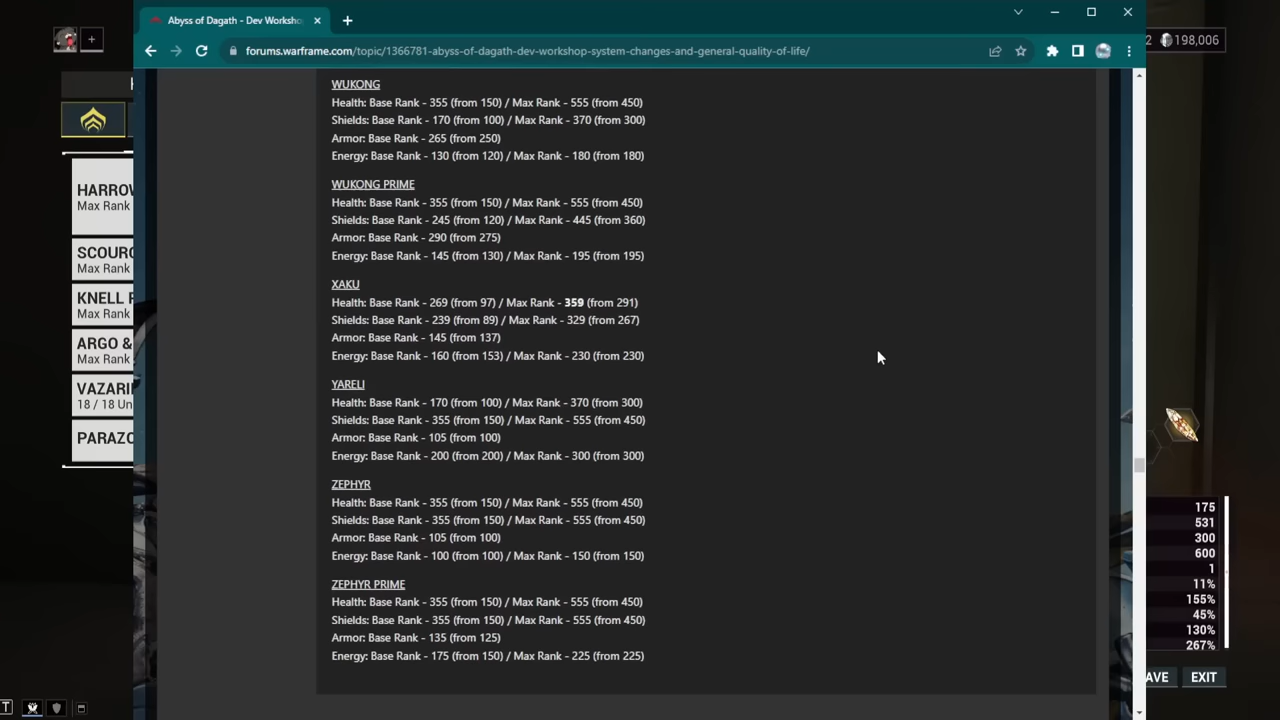 Abyss of Dagath - Dev Worksho
forums.warframe.com/topic/1366781-abyss-of-dagath-dev-workshop-system-changes-and-general-quality-of-life/
2 198,006
H
HARROW
Max Rank
SCOURG
Max Rank
KNELL P
Max Rank
ARGO &
Max Rank
VAZARI
18 / 18 Un
PARAZO
WUKONG
Health: Base Rank - 355 (from 150) / Max Rank - 555 (from 450)
Shields: Base Rank - 170 (from 100) / Max Rank - 370 (from 300)
Armor: Base Rank - 265 (from 250)
Energy: Base Rank - 130 (from 120) / Max Rank - 180 (from 180)
WUKONG PRIME
Health: Base Rank - 355 (from 150) / Max Rank - 555 (from 450)
Shields: Base Rank - 245 (from 120) / Max Rank - 445 (from 360)
Armor: Base Rank - 290 (from 275)
Energy: Base Rank - 145 (from 130) / Max Rank - 195 (from 195)
XAKU
Health: Base Rank - 269 (from 97) / Max Rank - 359 (from 291)
Shields: Base Rank - 239 (from 89) / Max Rank - 329 (from 267)
Armor: Base Rank - 145 (from 137)
Energy: Base Rank - 160 (from 153) / Max Rank - 230 (from 230)
YARELI
Health: Base Rank - 170 (from 100) / Max Rank - 370 (from 300)
Shields: Base Rank - 355 (from 150) / Max Rank - 555 (from 450)
Armor: Base Rank - 105 (from 100)
Energy: Base Rank - 200 (from 200) / Max Rank - 300 (from 300)
ZEPHYR
Health: Base Rank - 355 (from 150) / Max Rank - 555 (from 450)
Shields: Base Rank - 355 (from 150) / Max Rank - 555 (from 450)
Armor: Base Rank - 105 (from 100)
Energy: Base Rank - 100 (from 100) / Max Rank - 150 (from 150)
ZEPHYR PRIME
Health: Base Rank - 355 (from 150) / Max Rank - 555 (from 450)
Shields: Base Rank - 355 (from 150) / Max Rank - 555 (from 450)
Armor: Base Rank - 135 (from 125)
Energy: Base Rank - 175 (from 150) / Max Rank - 225 (from 225)
175
531
300
600
1
11%
155%
45%
130%
267%
AVE EXIT
T